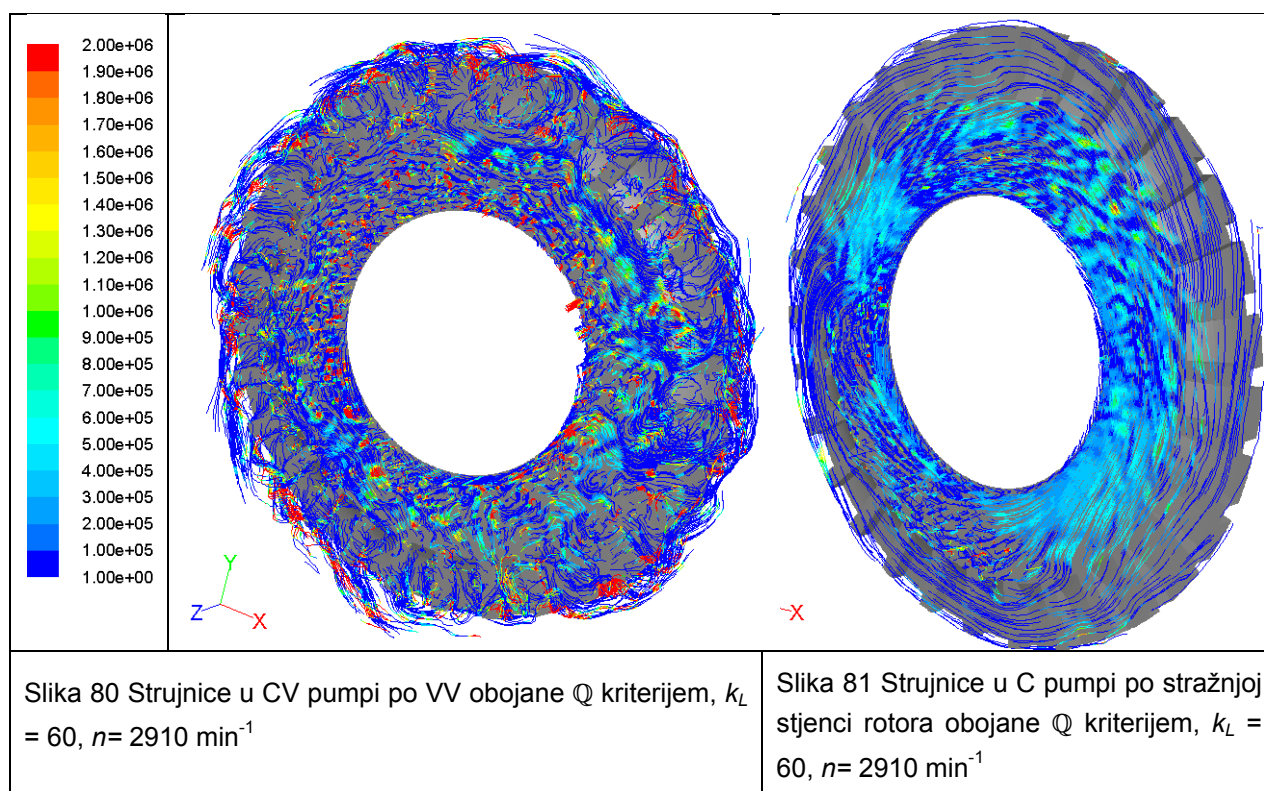 2.00e+06
1.90e+06
1.80e+06
1.70e+06
1.60e+06
1.50e+06
1.40e+06
1.30e+06
1.20e+06
1.10e+06
1.00e+06
9.00e+05
8.00e+05
7.00e+05
6.00e+05
5.00e+05
4.00e+05
3.00e+05
2.00e+05
1.00e+05
1.00e+00
Y
Z
X
X
Slika 80 Strujnice u CV pumpi po VV obojane ℚ kriterijem, k_L
= 60, n= 2910 min⁻¹
Slika 81 Strujnice u C pumpi po stražnjoj
stjenci rotora obojane ℚ kriterijem, k_L =
60, n= 2910 min⁻¹